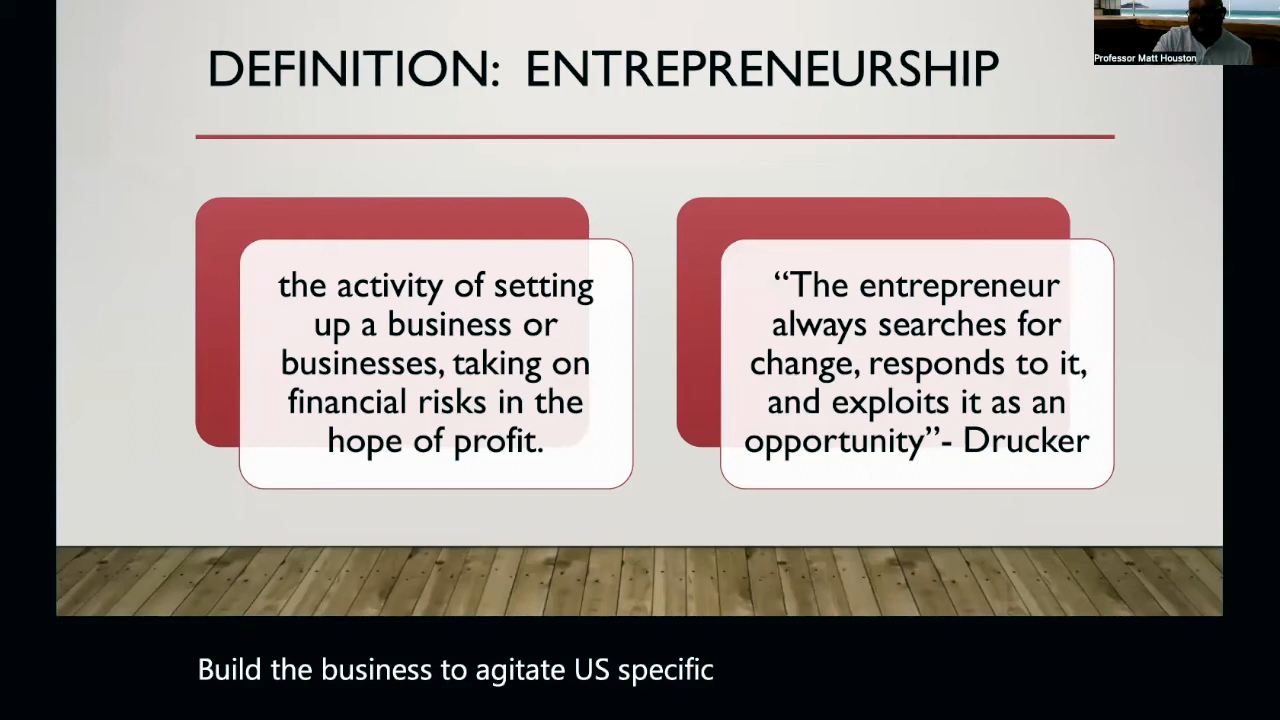 DEFINITION: ENTREPRENEURSHIP
Professor Matt Houston
the activity of setting
up a business or
businesses, taking on
financial risks in the
hope of profit.
“The entrepreneur
always searches for
change, responds to it,
and exploits it as an
opportunity”- Drucker
Build the business to agitate US specific